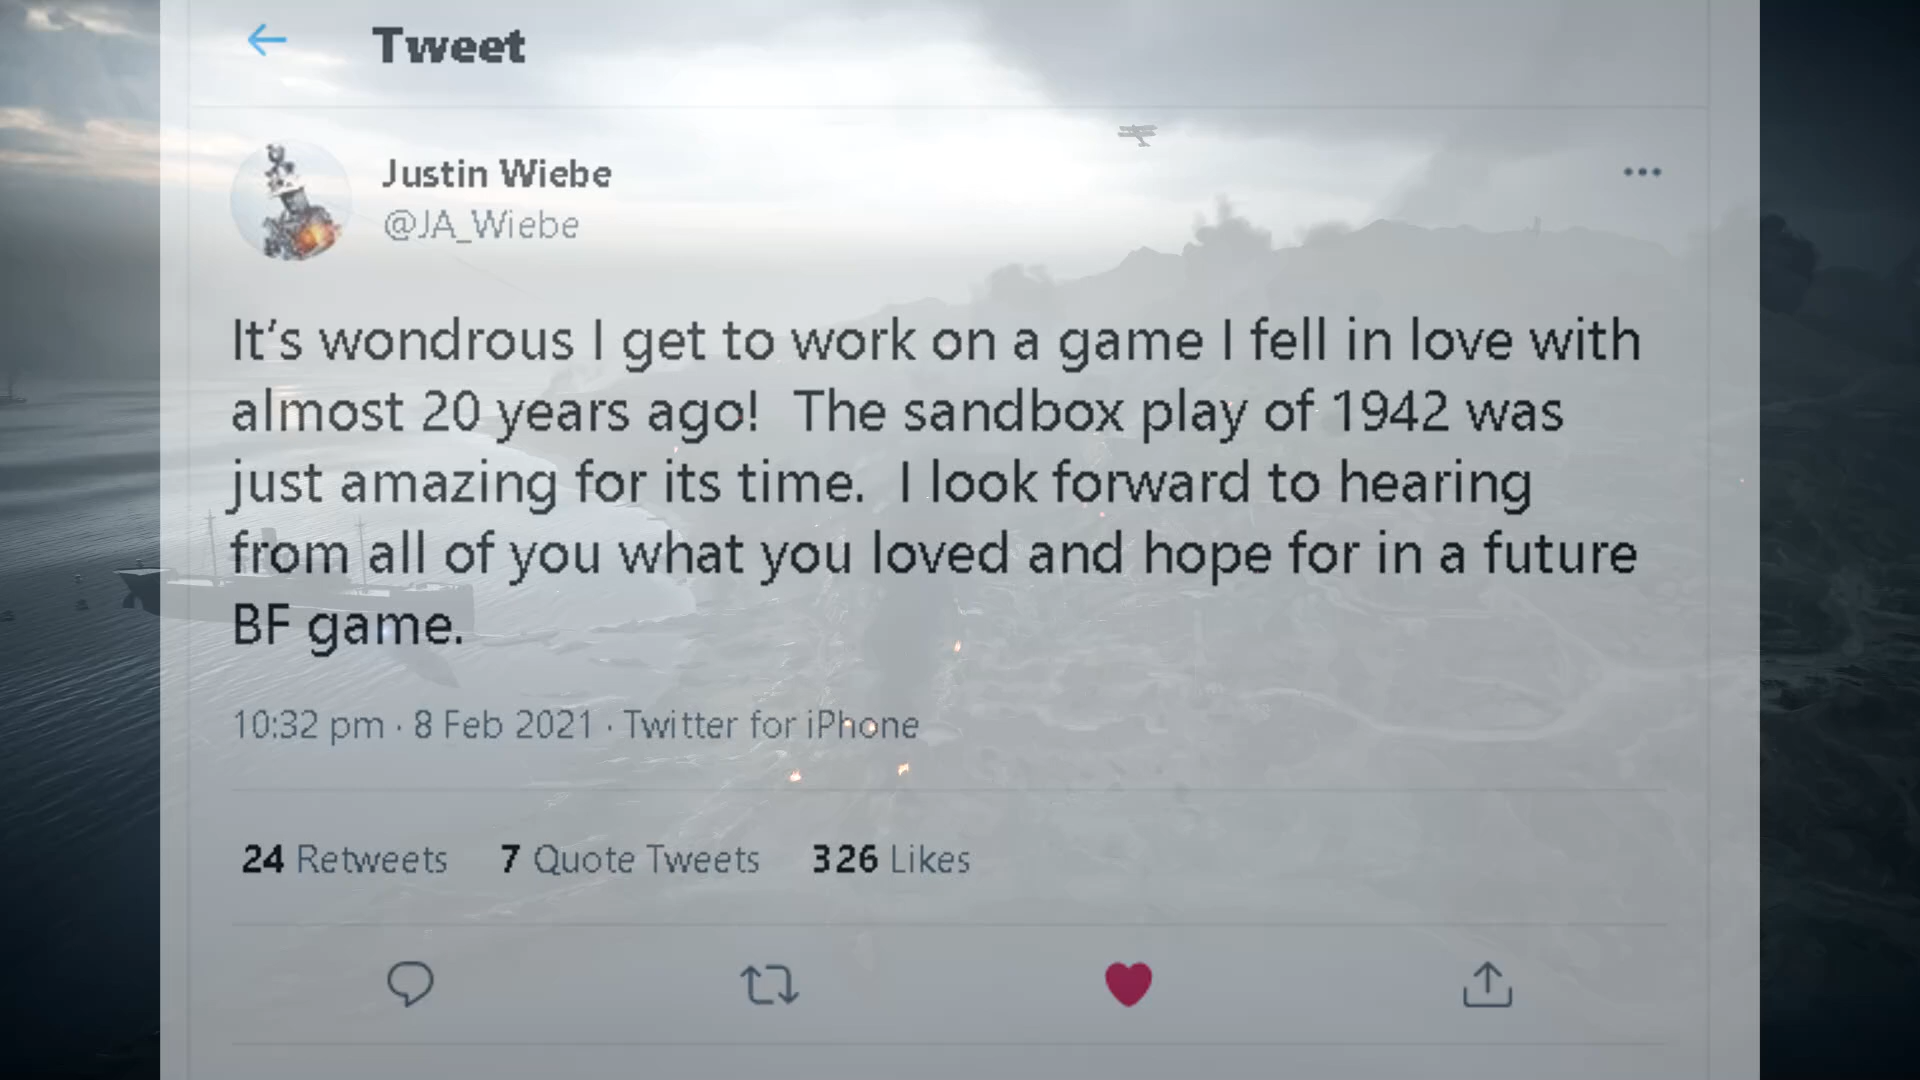 Tweet
Justin Wiebe
@JA_Wiebe
It's wondrous I get to work on a game I fell in love with
almost 20 years ago!  The sandbox play of 1942 was
just amazing for its time.  I look forward to hearing
from all of you what you loved and hope for in a future
BF game.
10:32 pm · 8 Feb 2021 · Twitter for iPhone
24 Retweets 7 Quote Tweets 326 Likes